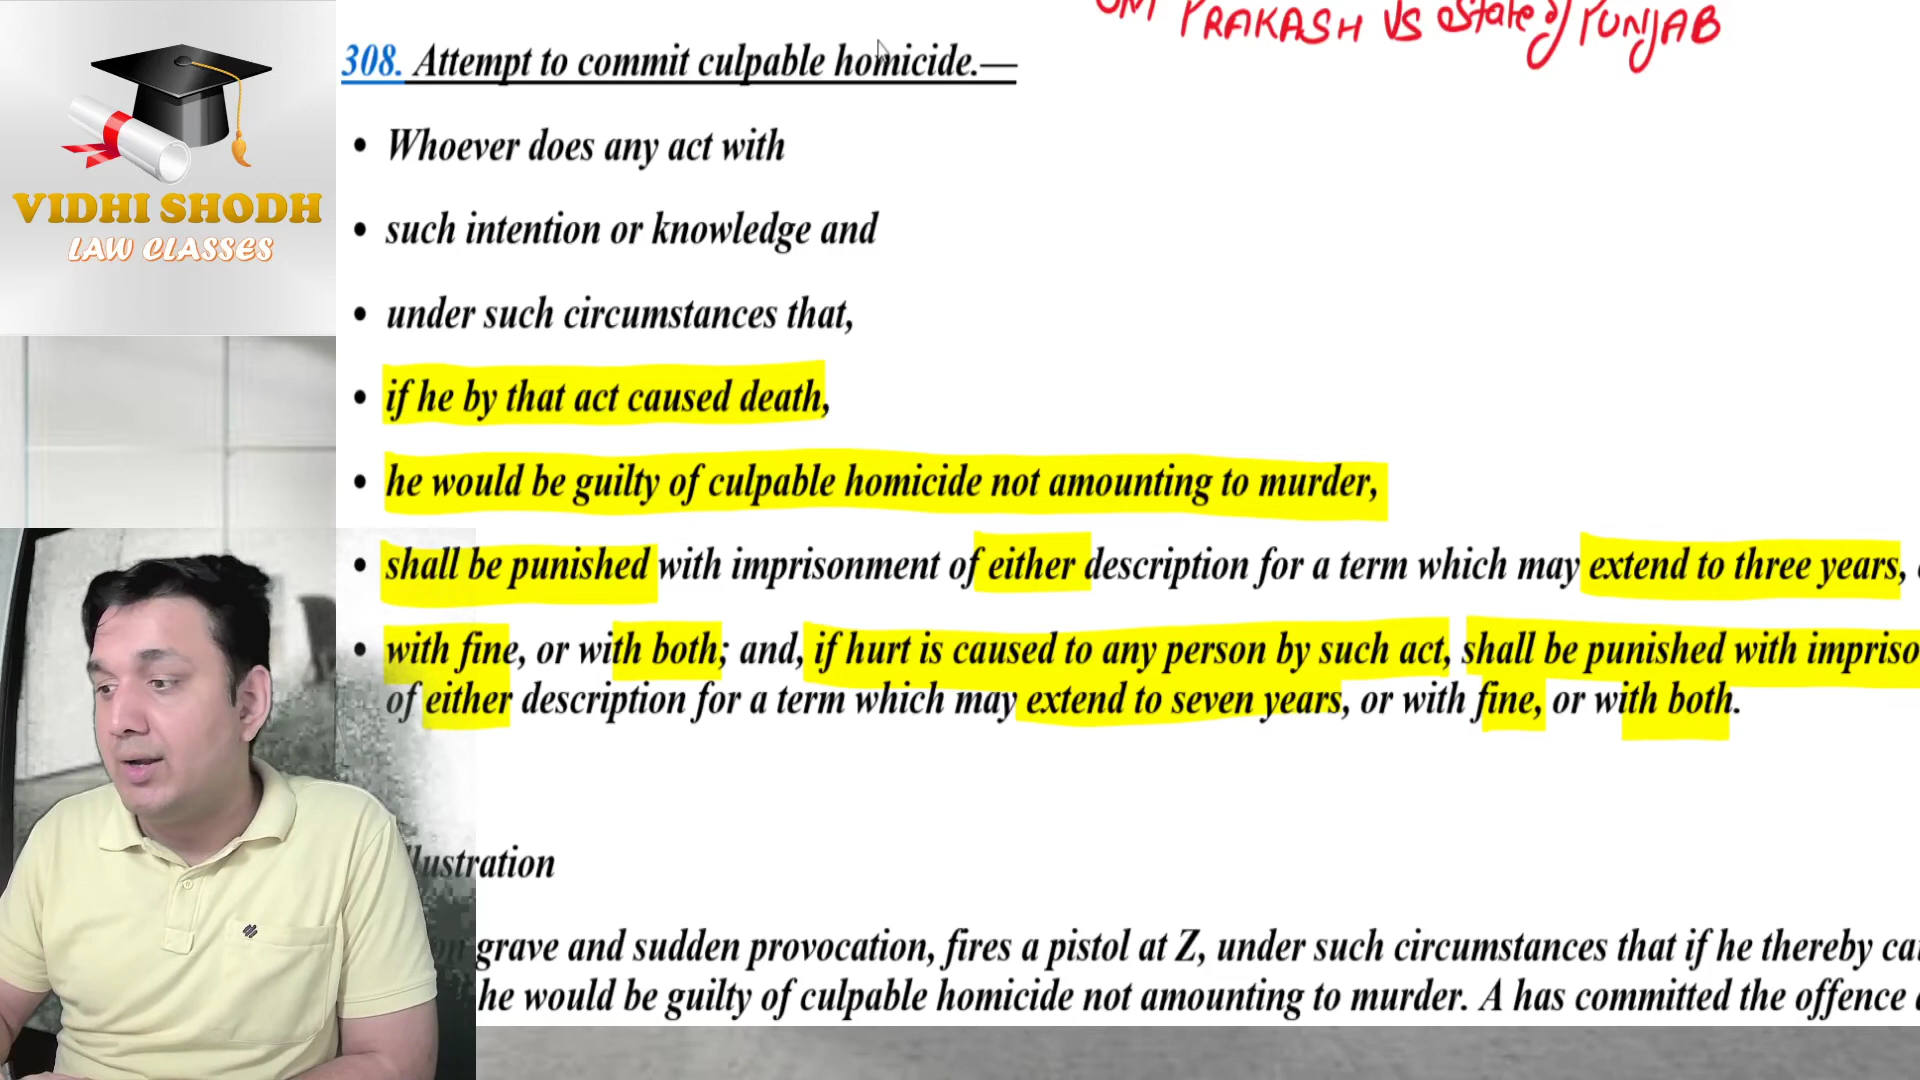 OM PRAKASH VS State of PUNJAB
308. Attempt to commit culpable homicide.—
VIDHI SHODH
LAW CLASSES
• Whoever does any act with
• such intention or knowledge and
• under such circumstances that,
• if he by that act caused death,
• he would be guilty of culpable homicide not amounting to murder,
• shall be punished with imprisonment of either description for a term which may extend to three years,
• with fine, or with both; and, if hurt is caused to any person by such act, shall be punished with impriso
of either description for a term which may extend to seven years, or with fine, or with both.
llustration
on grave and sudden provocation, fires a pistol at Z, under such circumstances that if he thereby cau
he would be guilty of culpable homicide not amounting to murder. A has committed the offence